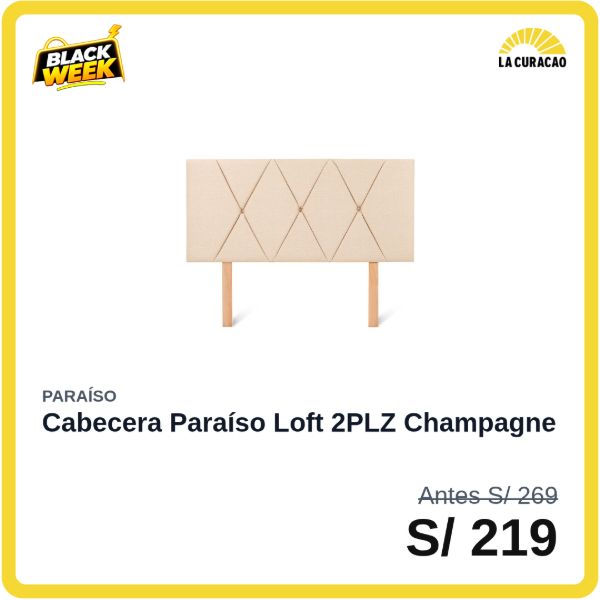 BLACK
WEEK
LA CURACAO
PARAÍSO
Cabecera Paraíso Loft 2PLZ Champagne
Antes S/ 269
S/ 219